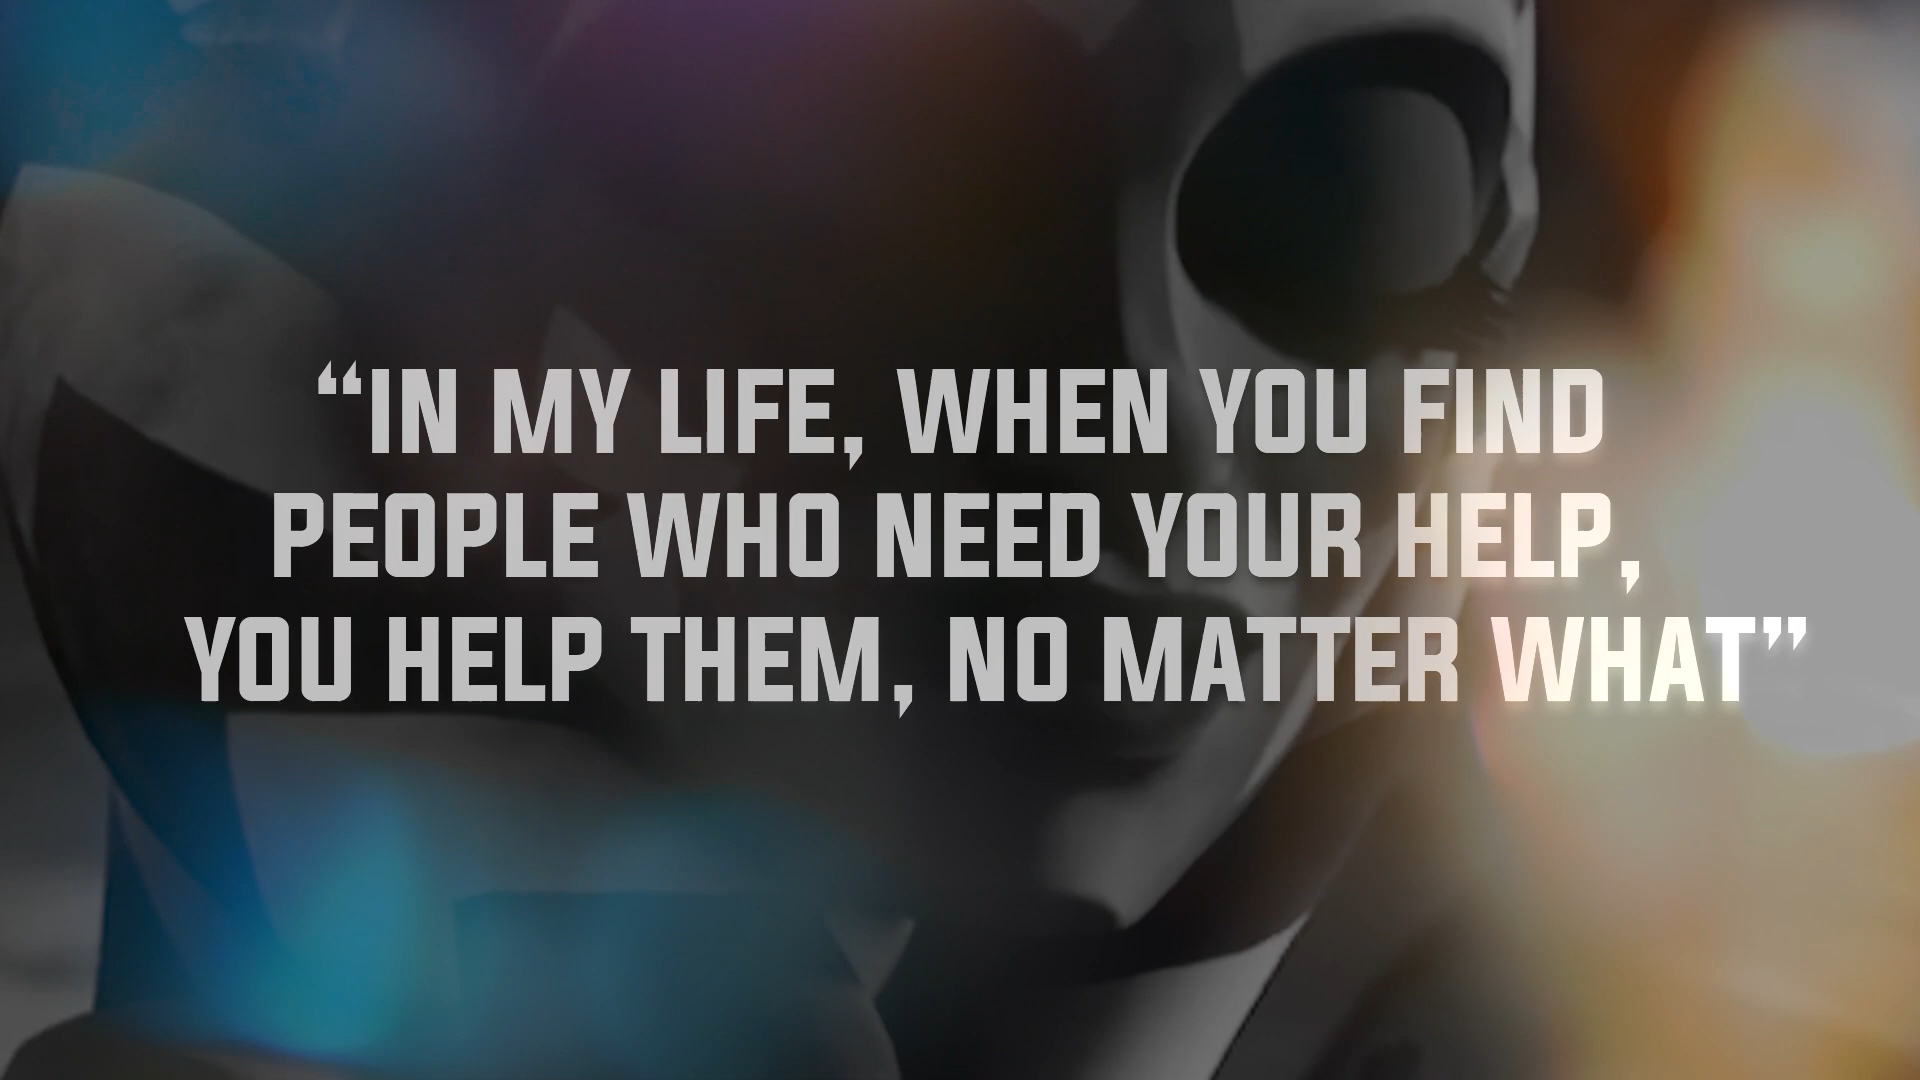 “IN MY LIFE, WHEN YOU FIND
PEOPLE WHO NEED YOUR HELP,
YOU HELP THEM, NO MATTER WHAT”